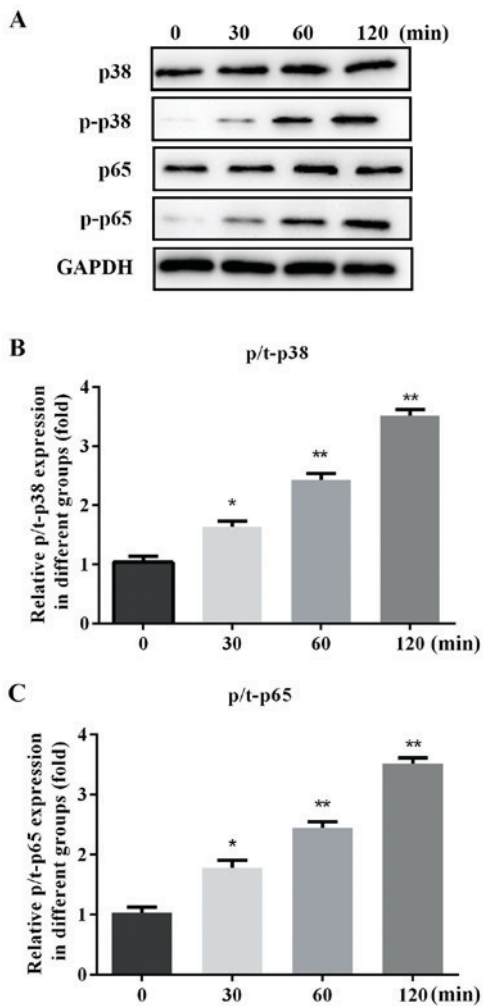 A
0 30 60 120 (min)
p38
p-p38
p65
p-p65
GAPDH
B
p/t-p38
Relative p/t-p38 expression
in different groups (fold)
4
3
2
1
0
*
**
**
0 30 60 120 (min)
C
p/t-p65
Relative p/t-p65 expression
in different groups (fold)
4
3
2
1
0
*
**
**
0 30 60 120 (min)